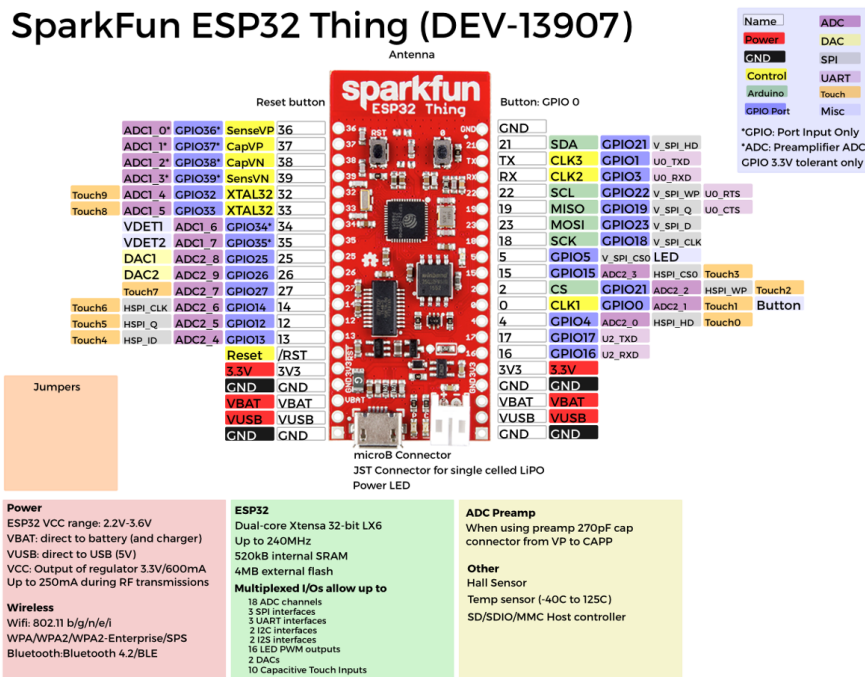 SparkFun ESP32 Thing (DEV-13907)
Antenna
Reset button
Button: GPIO 0
Name ADC
Power DAC
GND SPI
Control UART
Arduino Touch
GPIO Port Misc
*GPIO: Port Input Only
*ADC: Preamplifier ADC
GPIO 3.3V tolerant only
sparkfun
ESP32 Thing
RST 0
ADC1_0* GPIO36* SenseVP 36
ADC1_1* GPIO37* CapVP 37
ADC1_2* GPIO38* CapVN 38
ADC1_3* GPIO39* SensVN 39
Touch9 ADC1_4 GPIO32 XTAL32 32
Touch8 ADC1_5 GPIO33 XTAL32 33
VDET1 ADC1_6 GPIO34* 34
VDET2 ADC1_7 GPIO35* 35
DAC1 ADC2_8 GPIO25 25
DAC2 ADC2_9 GPIO26 26
Touch7 ADC2_7 GPIO27 27
Touch6 HSPI_CLK ADC2_6 GPIO14 14
Touch5 HSPI_Q ADC2_5 GPIO12 12
Touch4 HSP_ID ADC2_4 GPIO13 13
Reset /RST
3.3V 3V3
GND GND
VBAT VBAT
VUSB VUSB
GND GND
GND
21 SDA GPIO21 V_SPI_HD
TX CLK3 GPIO1 U0_TXD
RX CLK2 GPIO3 U0_RXD
22 SCL GPIO22 V_SPI_WP U0_RTS
19 MISO GPIO19 V_SPI_Q U0_CTS
23 MOSI GPIO23 V_SPI_D
18 SCK GPIO18 V_SPI_CLK
5 GPIO5 V_SPI_CS0 LED
15 GPIO15 ADC2_3 HSPI_CS0 Touch3
2 CS GPIO21 ADC2_2 HSPI_WP Touch2
0 CLK1 GPIO0 ADC2_1 Touch1 Button
4 GPIO4 ADC2_0 HSPI_HD Touch0
17 GPIO17 U2_TXD
16 GPIO16 U2_RXD
3V3 3.3V
GND GND
VBAT VBAT
VUSB VUSB
GND GND
microB Connector
JST Connector for single celled LiPO
Power LED
Jumpers
Power
ESP32 VCC range: 2.2V-3.6V
VBAT: direct to battery (and charger)
VUSB: direct to USB (5V)
VCC: Output of regulator 3.3V/600mA
Up to 250mA during RF transmissions
Wireless
Wifi: 802.11 b/g/n/e/i
WPA/WPA2/WPA2-Enterprise/SPS
Bluetooth:Bluetooth 4.2/BLE
ESP32
Dual-core Xtensa 32-bit LX6
Up to 240MHz
520kB internal SRAM
4MB external flash
Multiplexed I/Os allow up to
18 ADC channels
3 SPI interfaces
3 UART interfaces
2 I2C interfaces
2 I2S interfaces
16 LED PWM outputs
2 DACs
10 Capacitive Touch Inputs
ADC Preamp
When using preamp 270pF cap
connector from VP to CAPP
Other
Hall Sensor
Temp sensor (-40C to 125C)
SD/SDIO/MMC Host controller